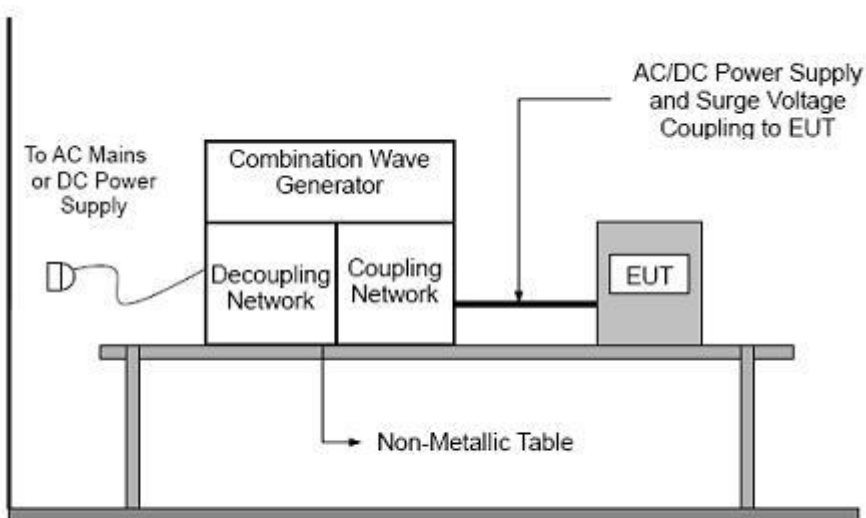 AC/DC Power Supply
and Surge Voltage
Coupling to EUT
To AC Mains
or DC Power
Supply
Combination Wave
Generator
Decoupling
Network
Coupling
Network
EUT
Non-Metallic Table